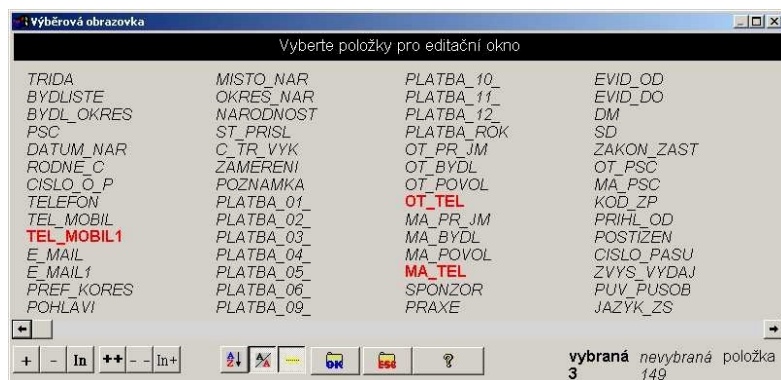 Výběrová obrazovka
Vyberte položky pro editační okno
TRIDA
BYDLISTE
BYDL_OKRES
PSC
DATUM_NAR
RODNE_C
CISLO_O_P
TELEFON
TEL_MOBIL
TEL_MOBIL1
E_MAIL
E_MAIL1
PREF_KORES
POHLAVI
MISTO_NAR
OKRES_NAR
NARODNOST
ST_PRISL
C_TR_VYK
ZAMERENI
POZNAMKA
PLATBA_01_
PLATBA_02_
PLATBA_03_
PLATBA_04_
PLATBA_05_
PLATBA_06_
PLATBA_09_
PLATBA_10_
PLATBA_11_
PLATBA_12_
PLATBA_ROK
OT_PR_JM
OT_BYDL
OT_POVOL
OT_TEL
MA_PR_JM
MA_BYDL
MA_POVOL
MA_TEL
SPONZOR
PRAXE
EVID_OD
EVID_DO
DM
SD
ZAKON_ZAST
OT_PSC
MA_PSC
KOD_ZP
PRIHL_OD
POSTIZEN
CISLO_PASU
ZVYS_VYDAJ
PUV_PUSOB
JAZYK_ZS
+ - In ++ -- In+ A/A OK ESC ? vybraná nevybraná položka
3 149